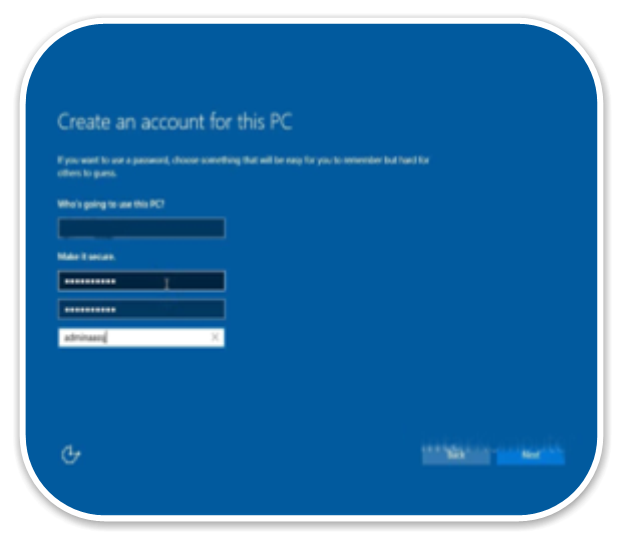 Create an account for this PC
If you want to use a password, choose something that will be easy for you to remember but hard for
others to guess.
Who's going to use this PC?
Make it secure.
••••••••••
••••••••••
Back
Next